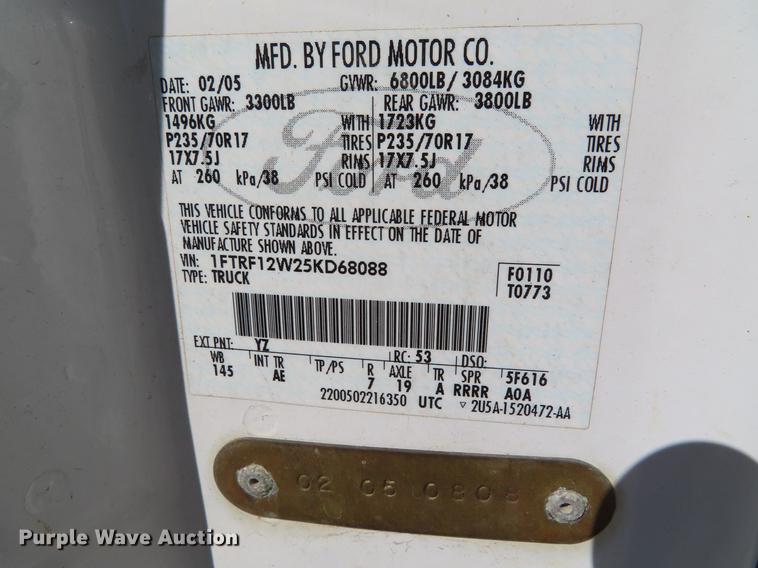 MFD. BY FORD MOTOR CO.
DATE: 02/05 GVWR: 6800LB/ 3084KG
FRONT GAWR: 3300LB REAR GAWR: 3800LB
1496KG WITH 1723KG WITH
P235/70R17 TIRES P235/70R17 TIRES
17X7.5J RIMS 17X7.5J RIMS
AT 260 kPa/38 PSI COLD AT 260 kPa/38 PSI COLD
Ford
THIS VEHICLE CONFORMS TO ALL APPLICABLE FEDERAL MOTOR
VEHICLE SAFETY STANDARDS IN EFFECT ON THE DATE OF
MANUFACTURE SHOWN ABOVE.
VIN: 1FTRF12W25KD68088 F0110
TYPE: TRUCK T0773
EXT PNT: YZ RC: 53 DSO:
WB INT TR TP/PS R AXLE TR SPR 5F616
145 AE 7 19 A RRRR A0A
2200502216350 UTC ▽ 2U5A-1520472-AA
02 05 0808
Purple Wave Auction